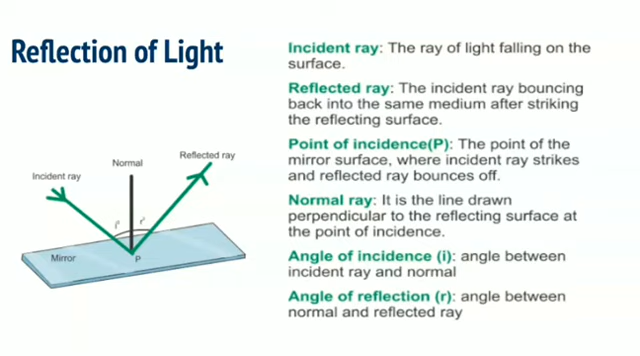 Reflection of Light
Incident ray: The ray of light falling on the
surface.
Reflected ray: The incident ray bouncing
back into the same medium after striking
the reflecting surface.
Point of incidence(P): The point of the
mirror surface, where incident ray strikes
and reflected ray bounces off.
Normal ray: It is the line drawn
perpendicular to the reflecting surface at
the point of incidence.
Angle of incidence (i): angle between
incident ray and normal
Angle of reflection (r): angle between
normal and reflected ray
Reflected ray
Normal
Incident ray
i°
r°
Mirror
P